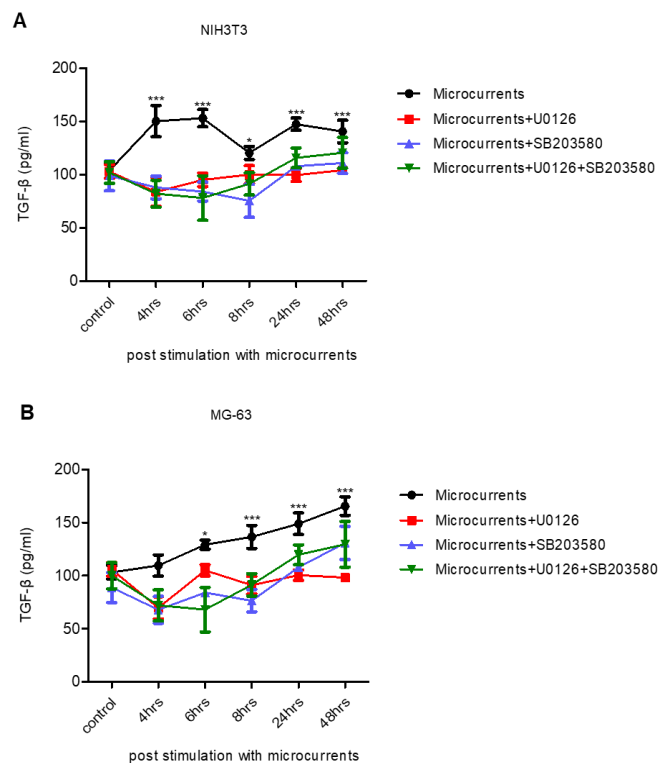 A
NIH3T3
***
***
*
***
***
TGF-β (pg/ml)
200
150
100
50
0
control
4hrs
6hrs
8hrs
24hrs
48hrs
post stimulation with microcurrents
Microcurrents
Microcurrents+U0126
Microcurrents+SB203580
Microcurrents+U0126+SB203580
B
MG-63
*
***
***
***
TGF-β (pg/ml)
200
150
100
50
0
control
4hrs
6hrs
8hrs
24hrs
48hrs
post stimulation with microcurrents
Microcurrents
Microcurrents+U0126
Microcurrents+SB203580
Microcurrents+U0126+SB203580